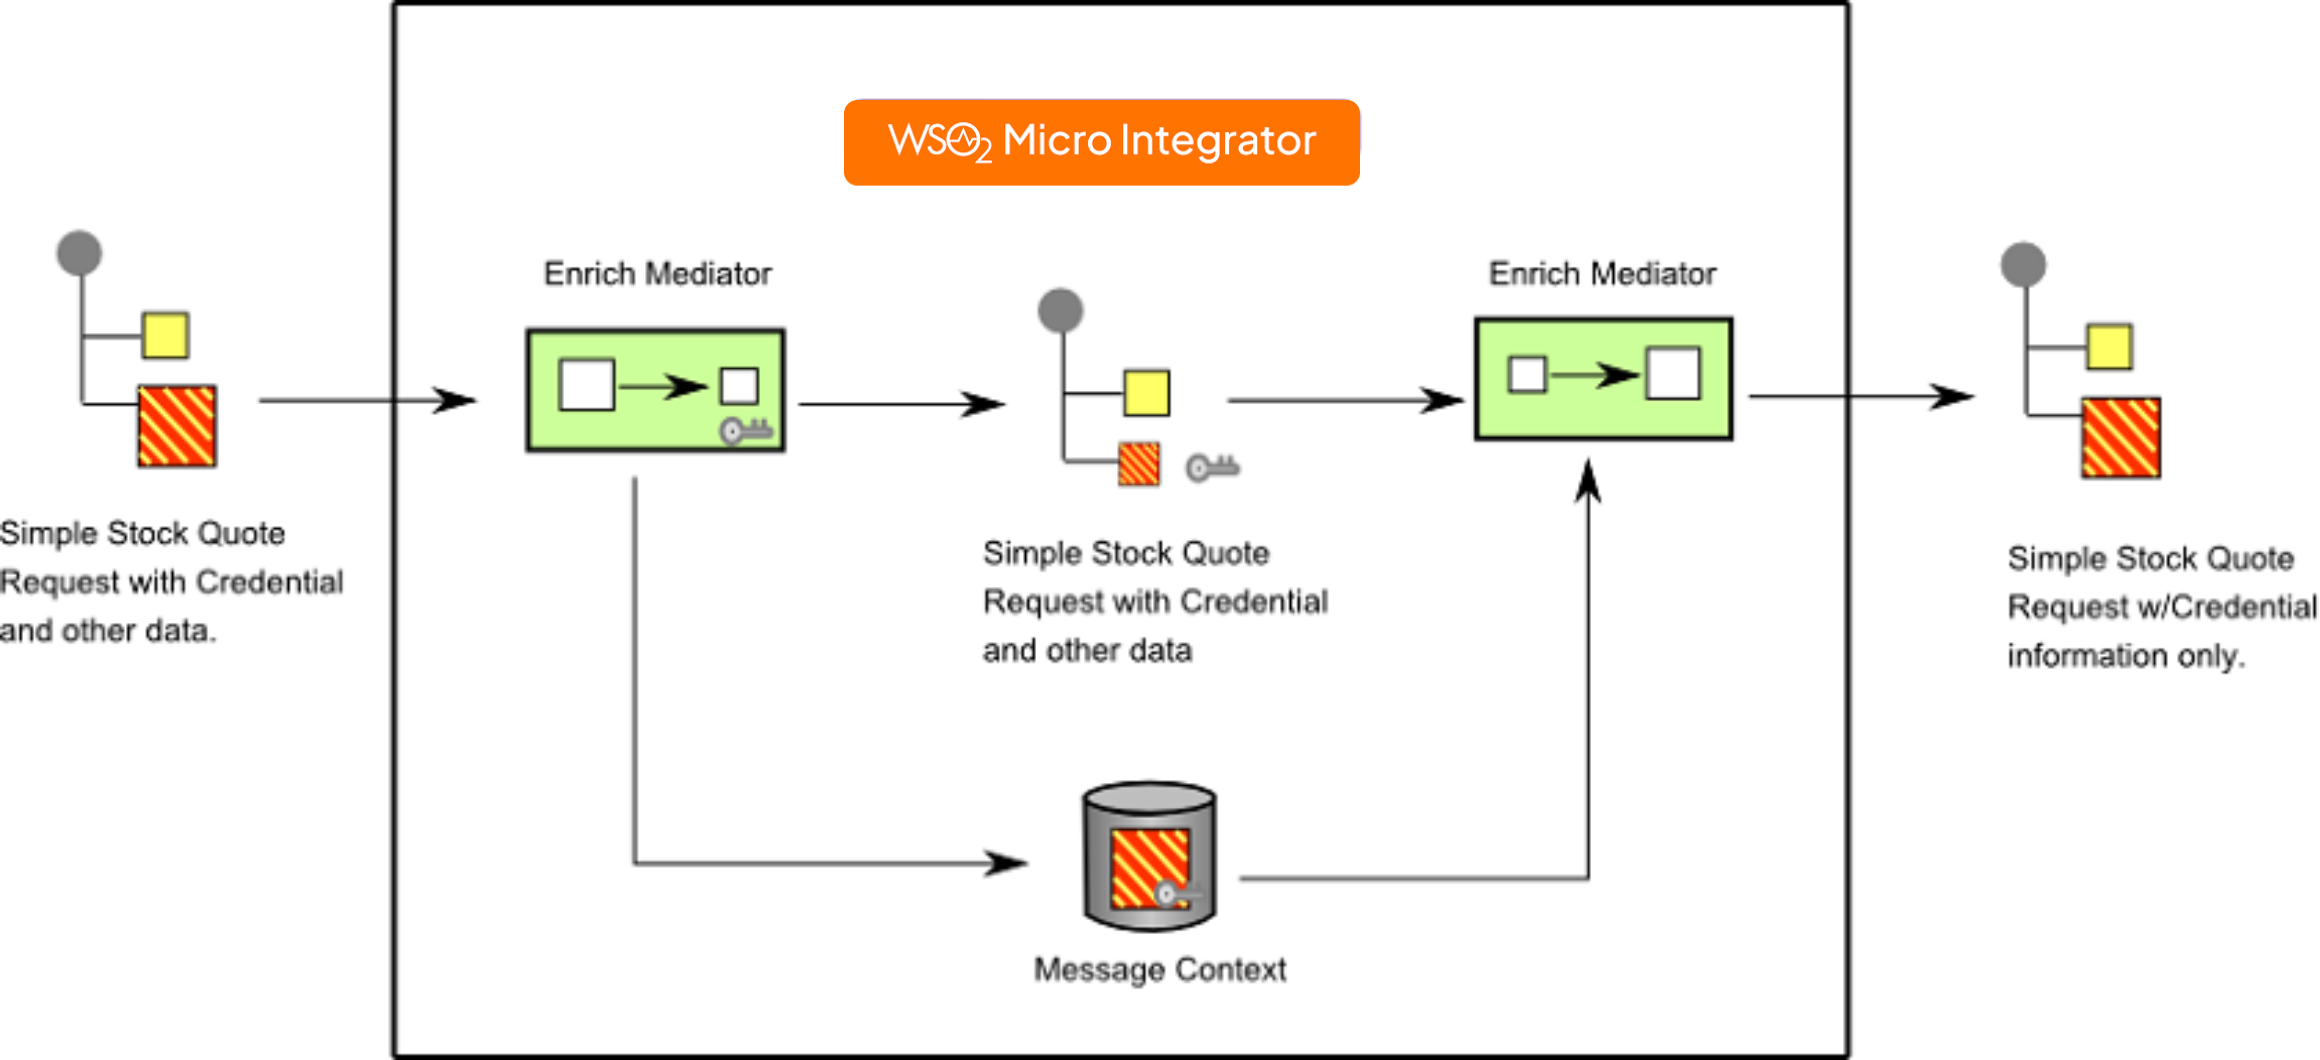 WSO2 Micro Integrator
Enrich Mediator
Enrich Mediator
Simple Stock Quote
Request with Credential
and other data.
Simple Stock Quote
Request with Credential
and other data
Simple Stock Quote
Request w/Credential
information only.
Message Context